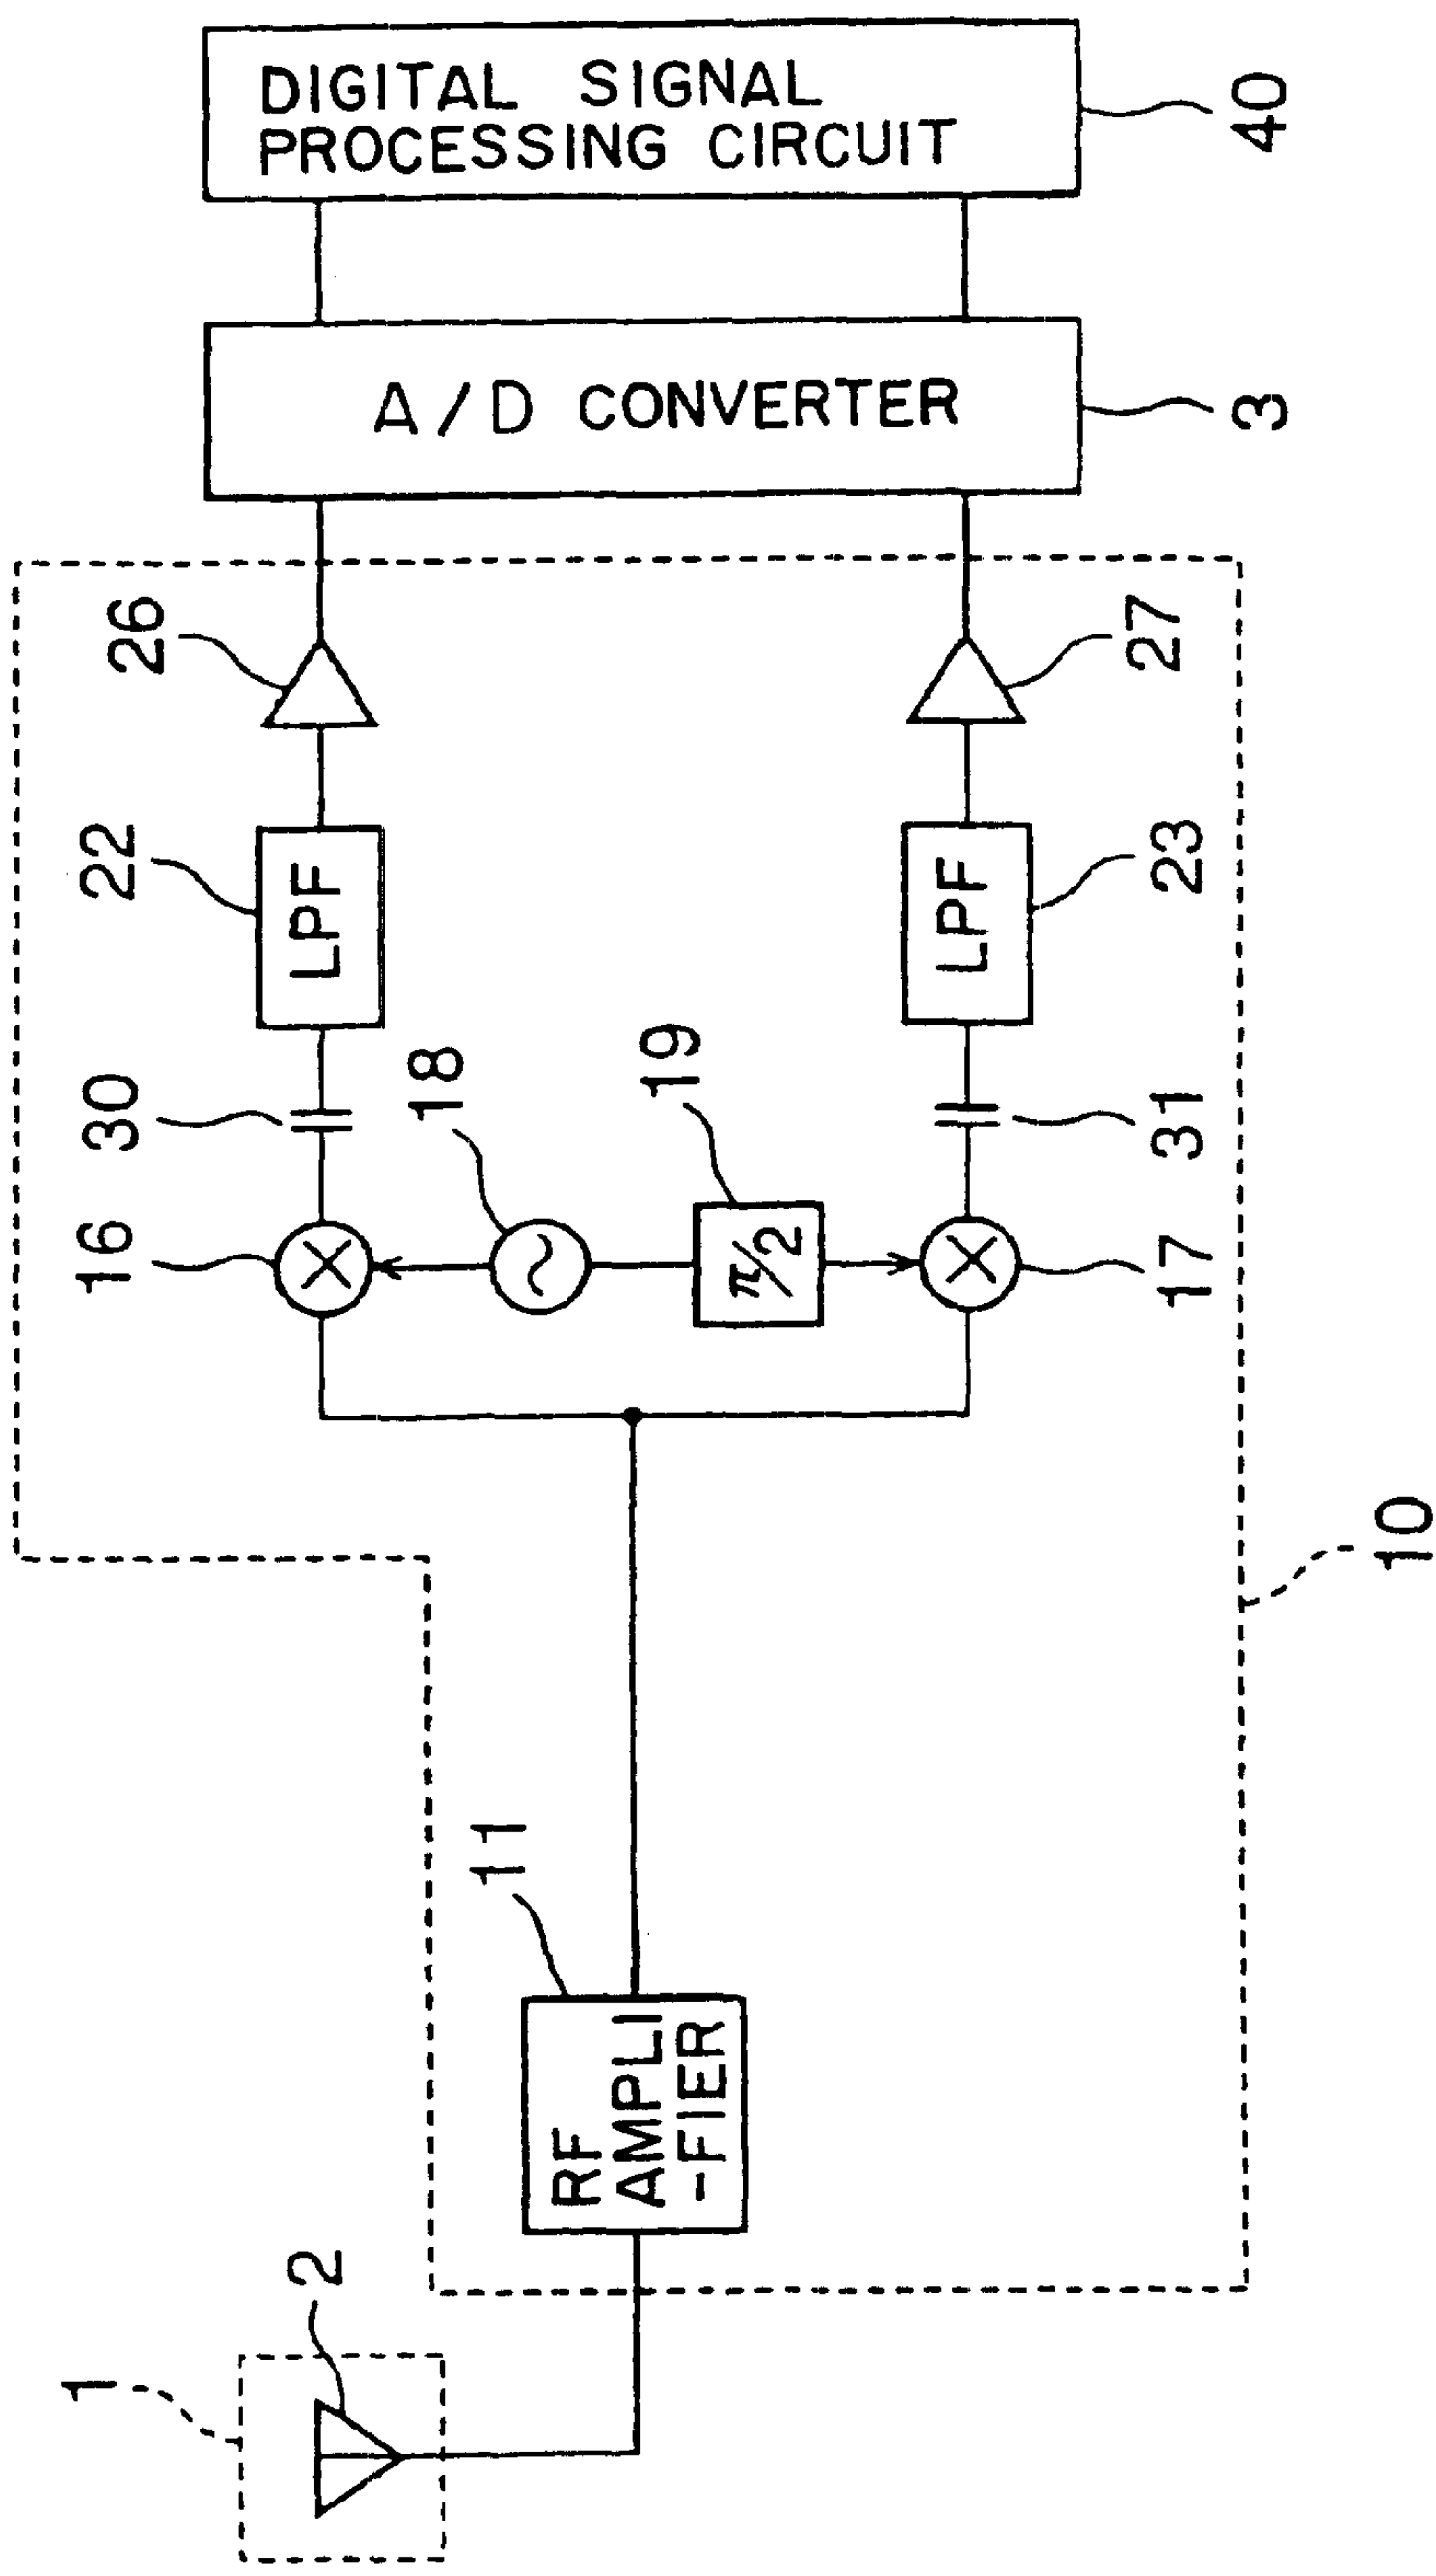 DIGITAL SIGNAL
PROCESSING CIRCUIT
40
A/D CONVERTER
3
26
27
22
LPF
LPF
23
30
18
19
31
16
π/2
17
10
11
RF
AMPLI
-FIER
1
2